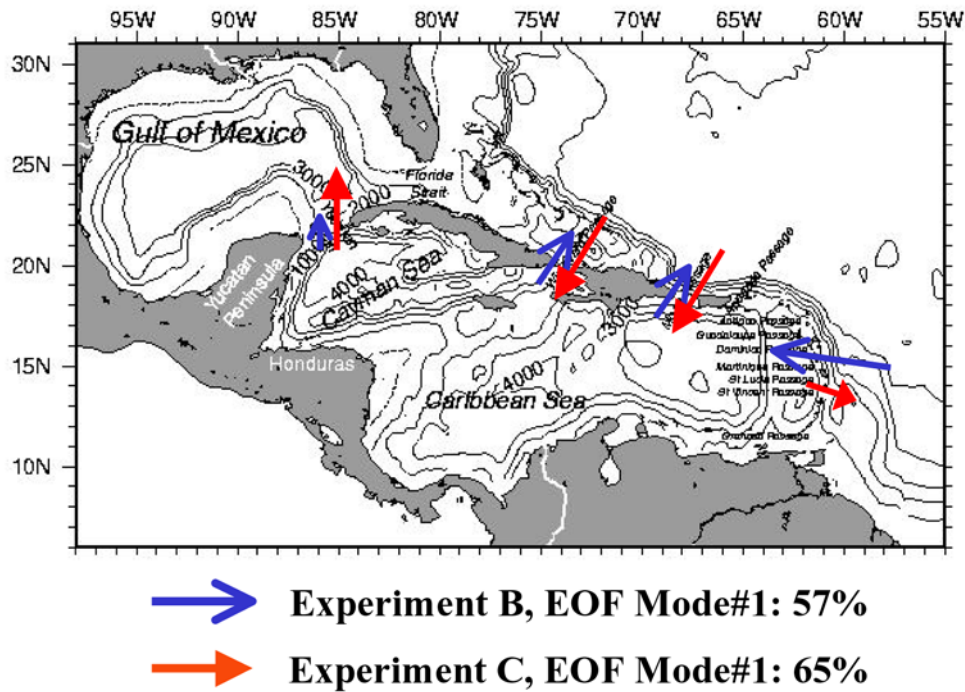 95W 90W 85W 80W 75W 70W 65W 60W 55W
30N
Gulf of Mexico
25N
3000
2000
Florida
Strait
20N
1000
4000
Cayman Sea
Yucatan
Peninsula
3000
Antigua Passage
Guadaloupe Passage
Dominica
15N
Honduras
Martinique Passage
St Lucia Passage
St Vincent Passage
4000
Caribbean Sea
Grenada Passage
10N
Experiment B, EOF Mode#1: 57%
Experiment C, EOF Mode#1: 65%